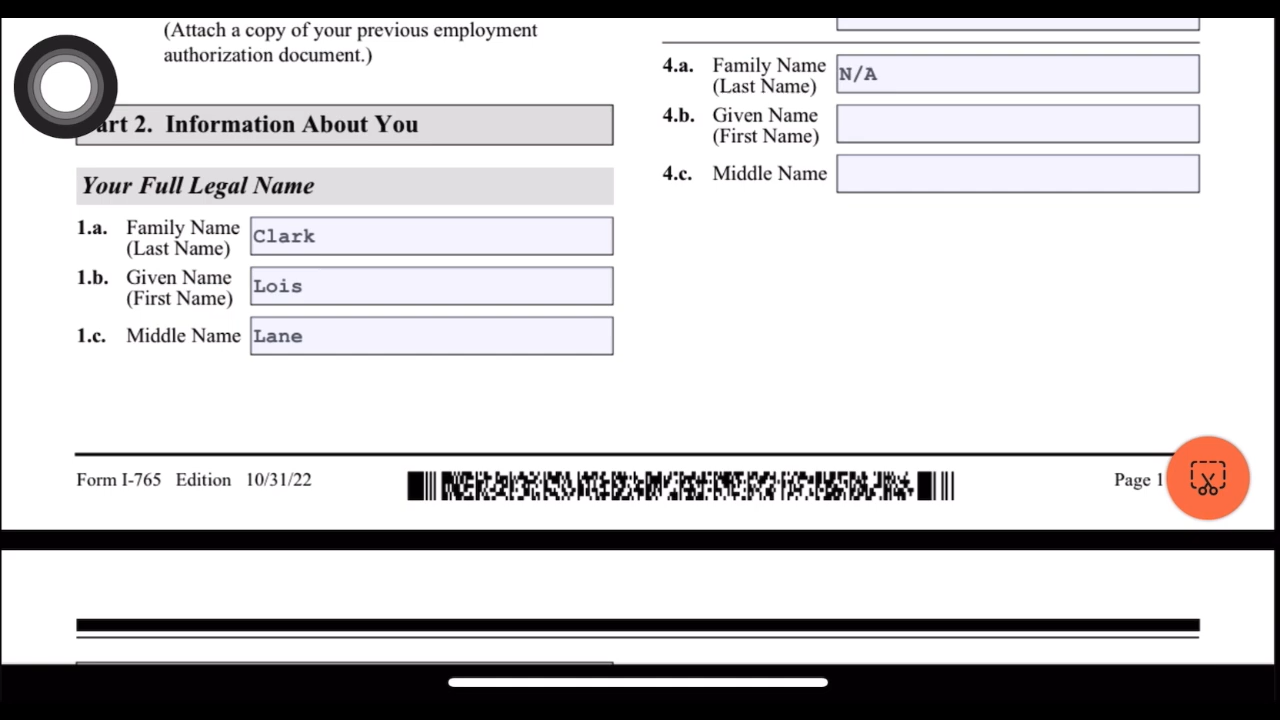 (Attach a copy of your previous employment
authorization document.)
art 2. Information About You
Your Full Legal Name
1.a. Family Name
(Last Name)
Clark
1.b. Given Name
(First Name)
Lois
1.c. Middle Name
Lane
4.a. Family Name
(Last Name)
N/A
4.b. Given Name
(First Name)
4.c. Middle Name
Form I-765 Edition 10/31/22
Page 1